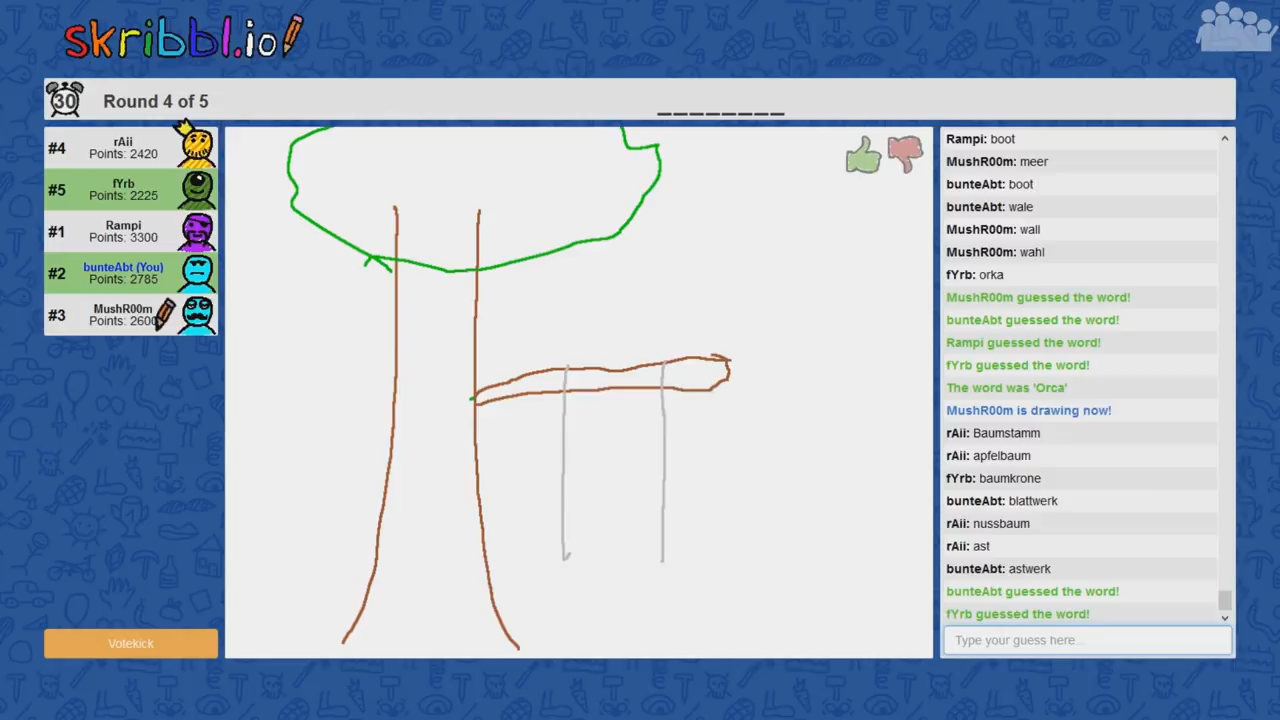 skribbl.io
30
Round 4 of 5
________
#4
rAii
Points: 2420
#5
fYrb
Points: 2225
#1
Rampi
Points: 3300
#2
bunteAbt (You)
Points: 2785
#3
MushR00m
Points: 2600
Votekick
Rampi: boot
MushR00m: meer
bunteAbt: boot
bunteAbt: wale
MushR00m: wall
MushR00m: wahl
fYrb: orka
MushR00m guessed the word!
bunteAbt guessed the word!
Rampi guessed the word!
fYrb guessed the word!
The word was 'Orca'
MushR00m is drawing now!
rAii: Baumstamm
rAii: apfelbaum
fYrb: baumkrone
bunteAbt: blattwerk
rAii: nussbaum
rAii: ast
bunteAbt: astwerk
bunteAbt guessed the word!
fYrb guessed the word!
Type your guess here...